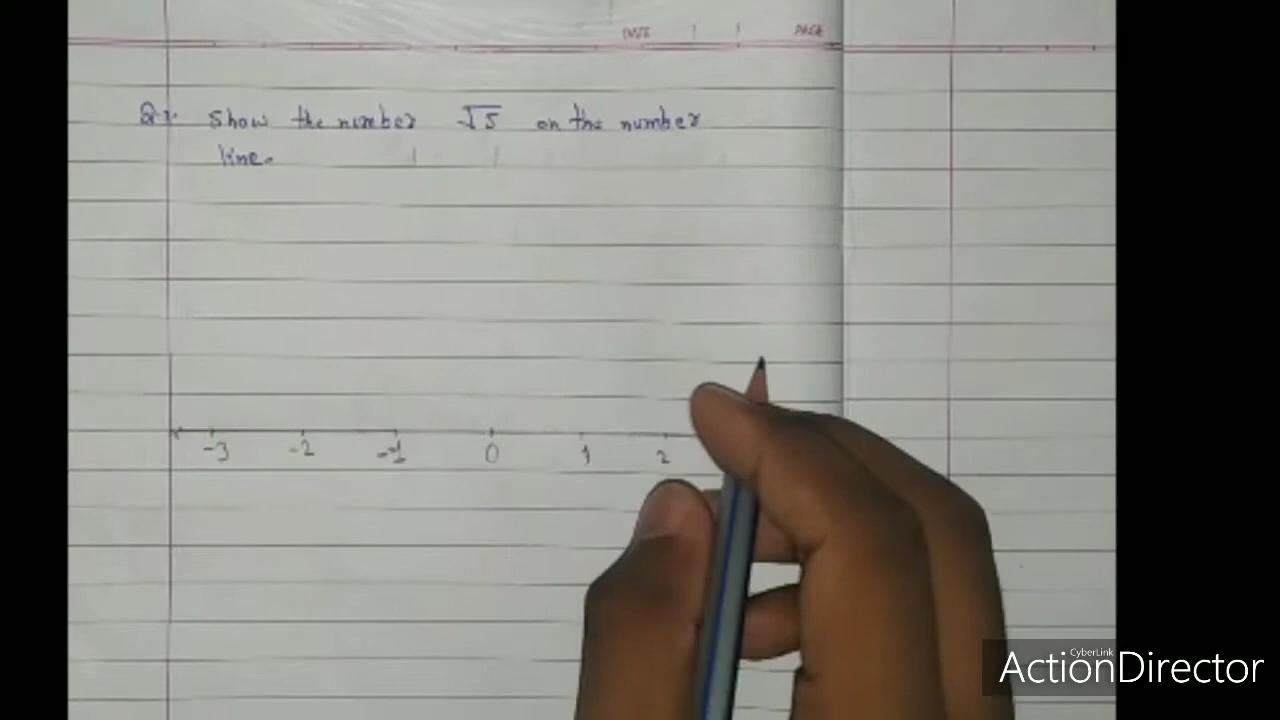 DATE PAGE
Q1. Show the number √5 on the number
line.
-3 -2 -1 0 1 2
CyberLink
ActionDirector